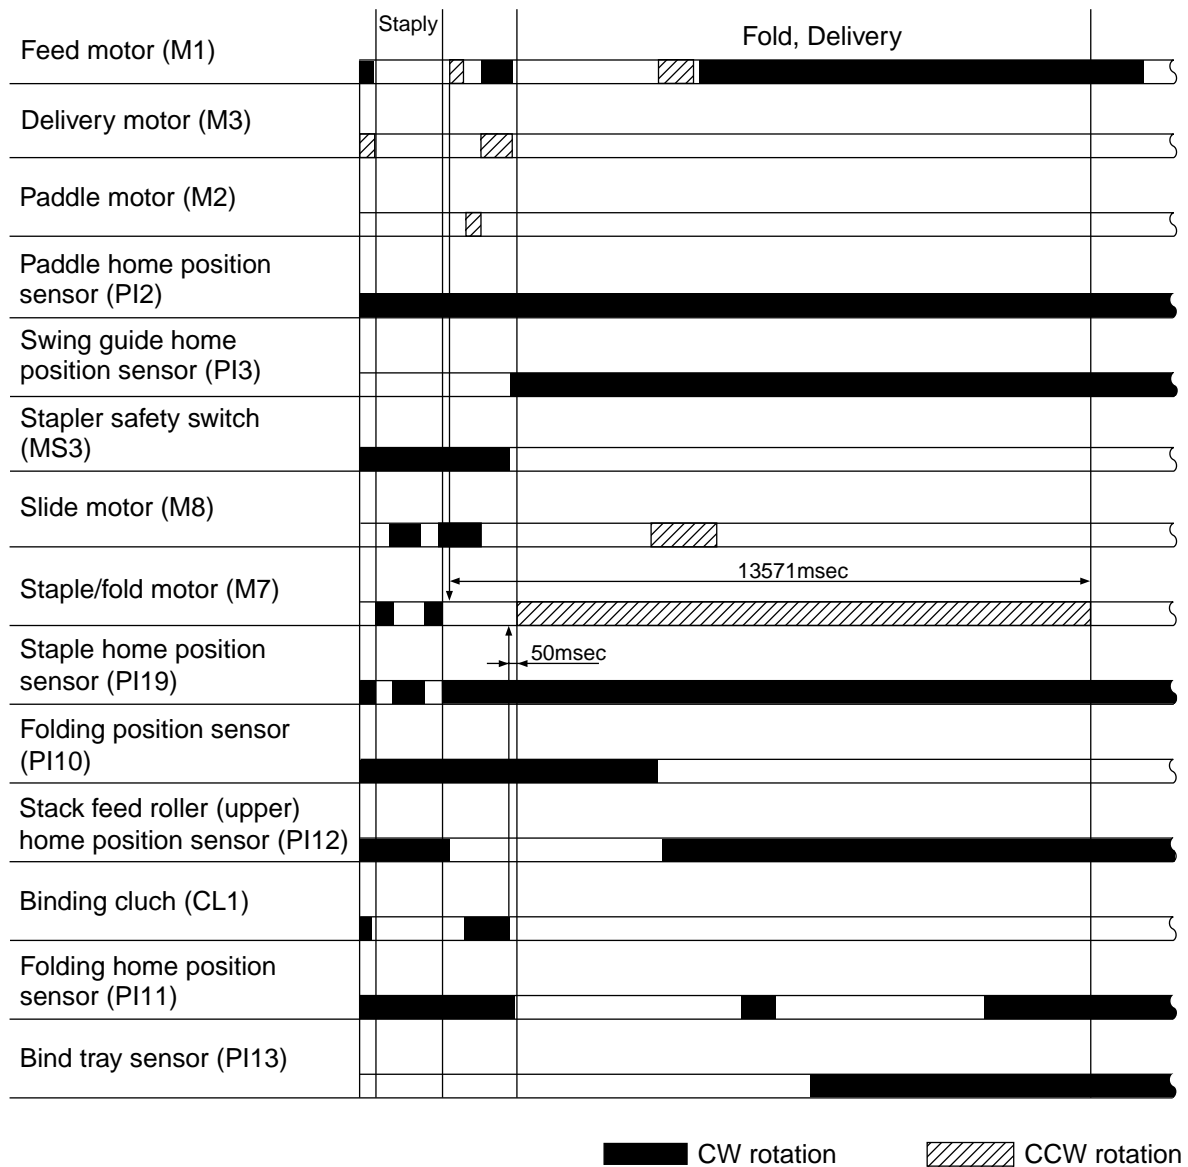 Staply
Feed motor (M1)
Fold, Delivery
Delivery motor (M3)
Paddle motor (M2)
Paddle home position
sensor (PI2)
Swing guide home
position sensor (PI3)
Stapler safety switch
(MS3)
Slide motor (M8)
13571msec
Staple/fold motor (M7)
Staple home position
sensor (PI19)
50msec
Folding position sensor
(PI10)
Stack feed roller (upper)
home position sensor (PI12)
Binding cluch (CL1)
Folding home position
sensor (PI11)
Bind tray sensor (PI13)
CW rotation
CCW rotation